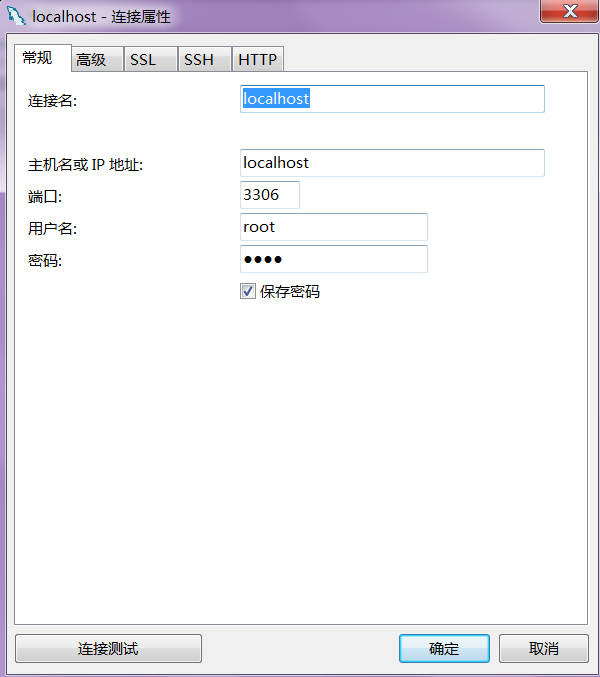 localhost - 连接属性
常规 高级 SSL SSH HTTP
连接名: localhost
主机名或 IP 地址: localhost
端口: 3306
用户名: root
密码: ●●●●
保存密码
连接测试 确定 取消